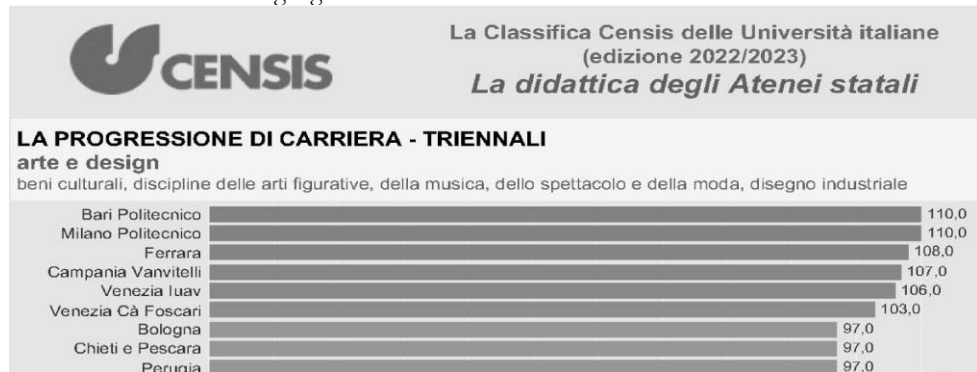 CENSIS
La Classifica Censis delle Università italiane
(edizione 2022/2023)
La didattica degli Atenei statali
LA PROGRESSIONE DI CARRIERA - TRIENNALI
arte e design
beni culturali, discipline delle arti figurative, della musica, dello spettacolo e della moda, disegno industriale
Bari Politecnico 110,0
Milano Politecnico 110,0
Ferrara 108,0
Campania Vanvitelli 107,0
Venezia Iuav 106,0
Venezia Cà Foscari 103,0
Bologna 97,0
Chieti e Pescara 97,0
Perugia 97,0